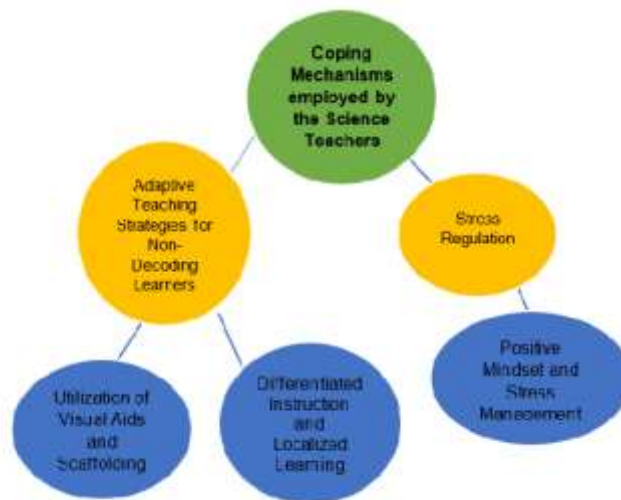 Coping
Mechanisms
employed by
the Science
Teachers
Adaptive
Teaching
Strategies for
Non-
Decoding
Learners
Stress
Regulation
Utilization of
Visual Aids
and
Scaffolding
Differentiated
Instruction
and
Localized
Learning
Positive
Mindset and
Stress
Management